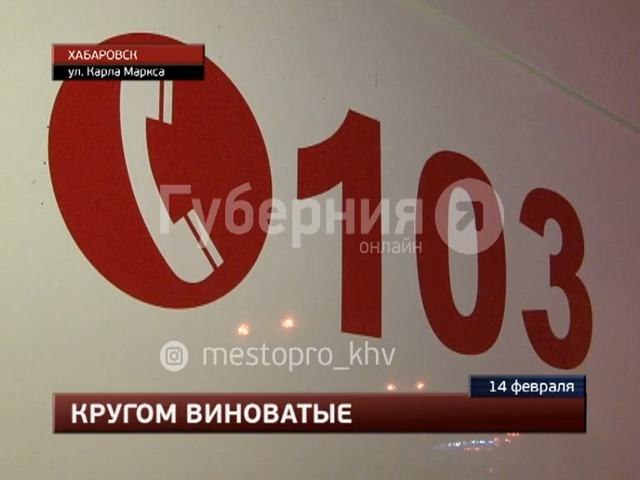 ХАБАРОВСК
ул. Карла Маркса
103
Губерния
онлайн
mestopro_khv
14 февраля
КРУГОМ ВИНОВАТЫЕ